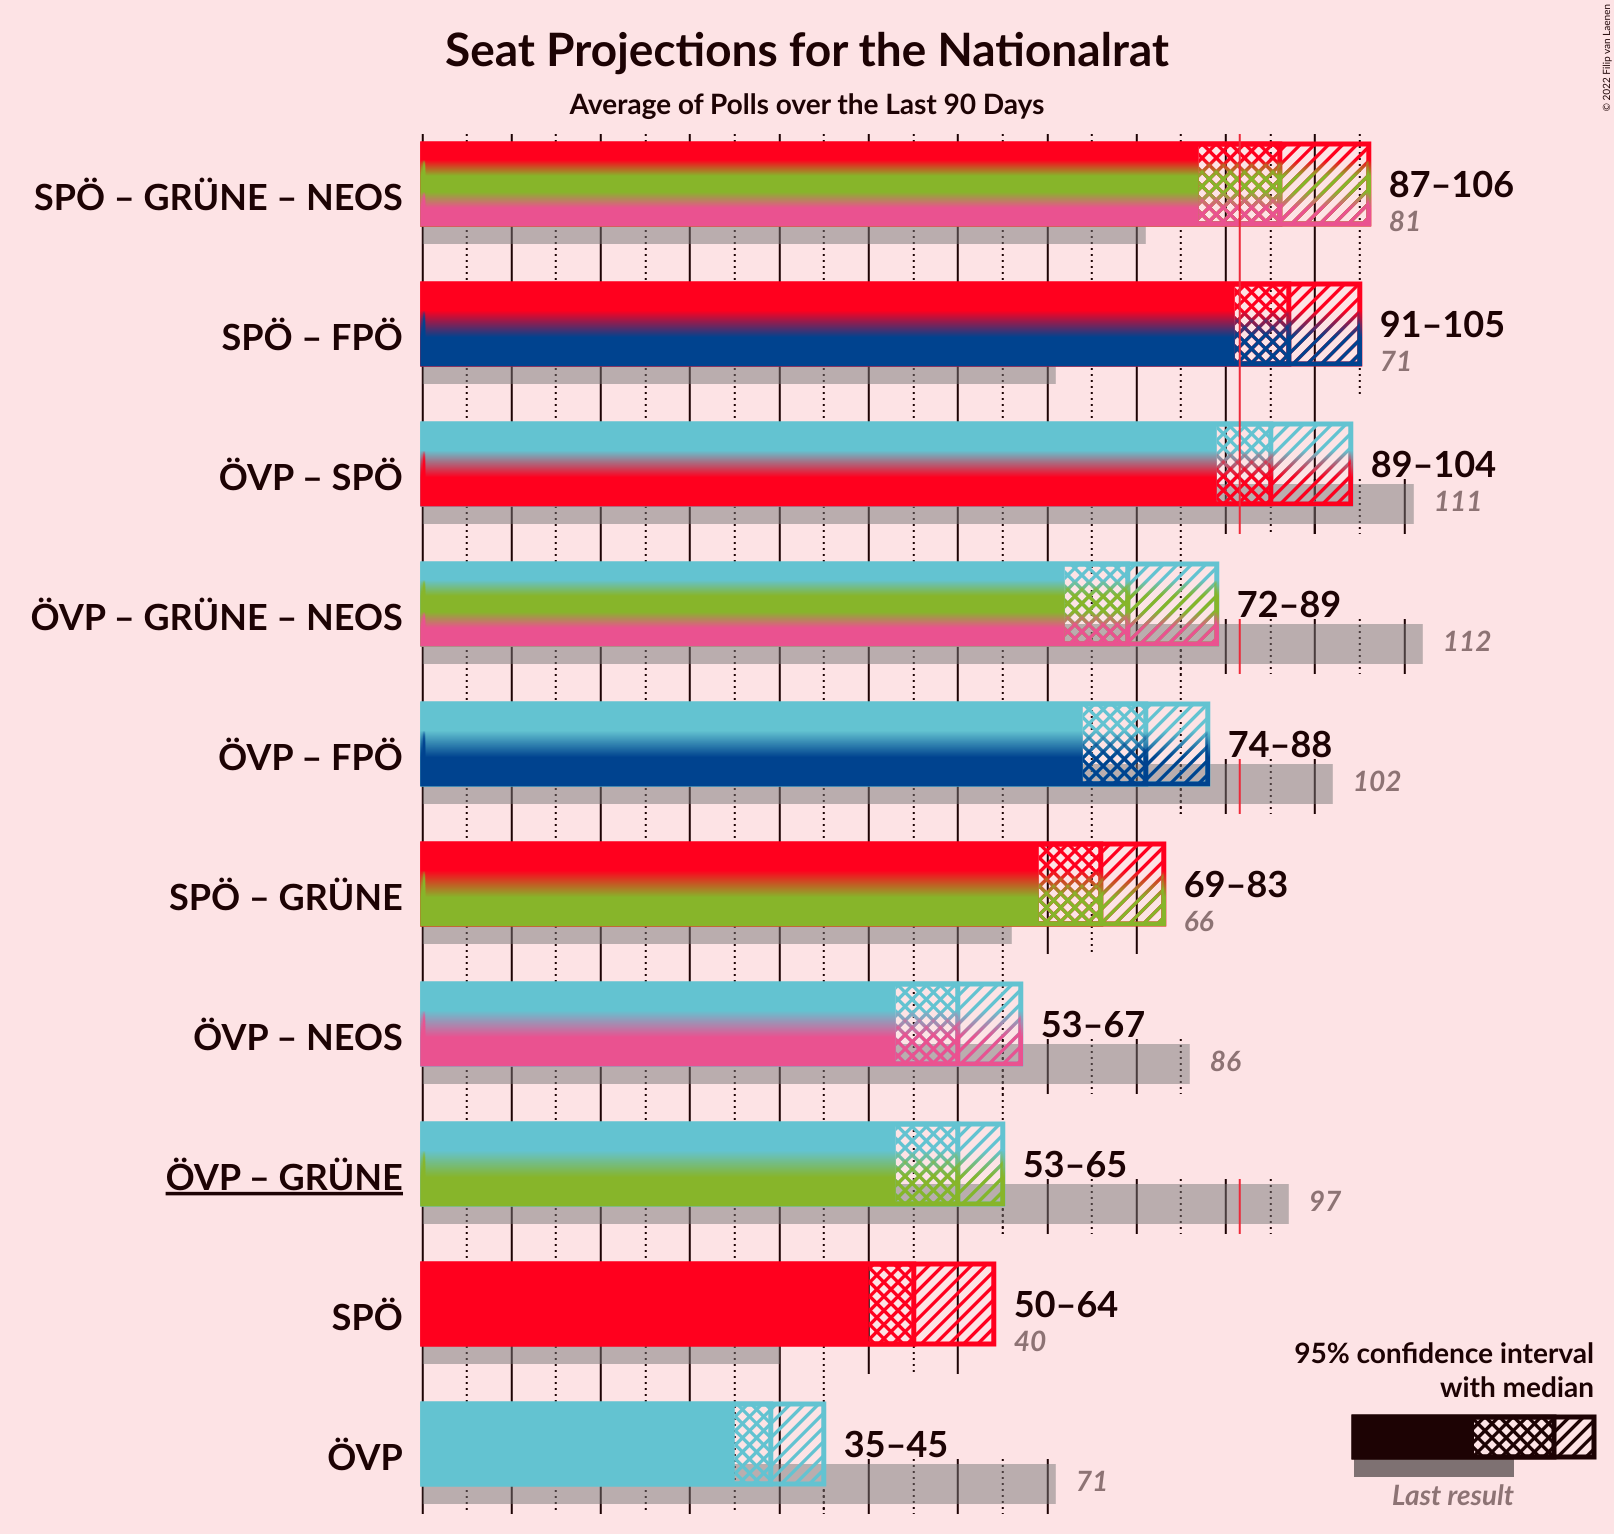 Seat Projections for the Nationalrat
Average of Polls over the Last 90 Days
© 2022 Filip van Laenen
SPÖ – GRÜNE – NEOS
87–106
81
SPÖ – FPÖ
91–105
71
ÖVP – SPÖ
89–104
111
ÖVP – GRÜNE – NEOS
72–89
112
ÖVP – FPÖ
74–88
102
SPÖ – GRÜNE
69–83
66
ÖVP – NEOS
53–67
86
ÖVP – GRÜNE
53–65
97
SPÖ
50–64
40
ÖVP
35–45
71
95% confidence interval
with median
Last result